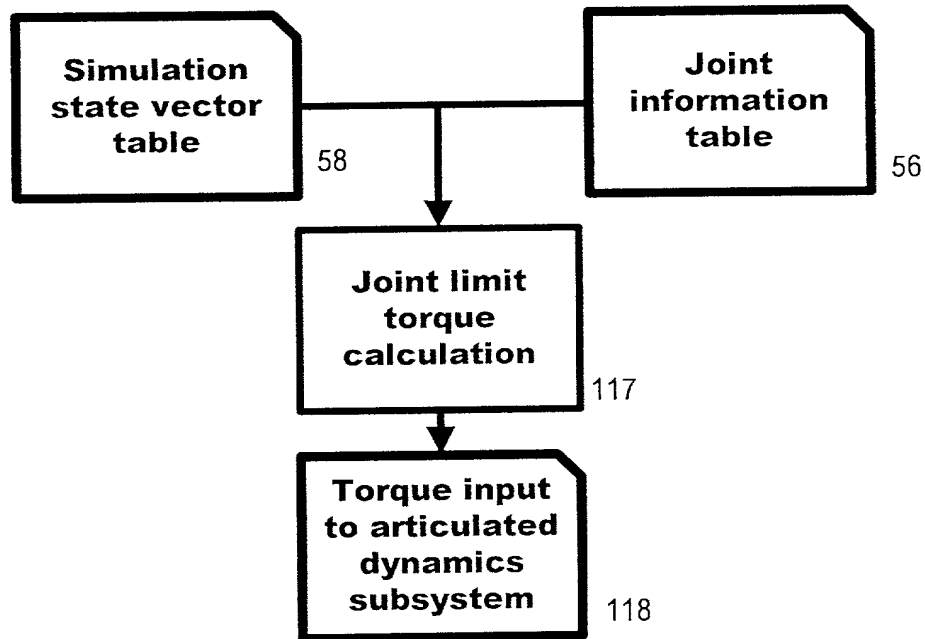 Simulation
state vector
table
58
Joint
information
table
56
Joint limit
torque
calculation
117
Torque input
to articulated
dynamics
subsystem
118